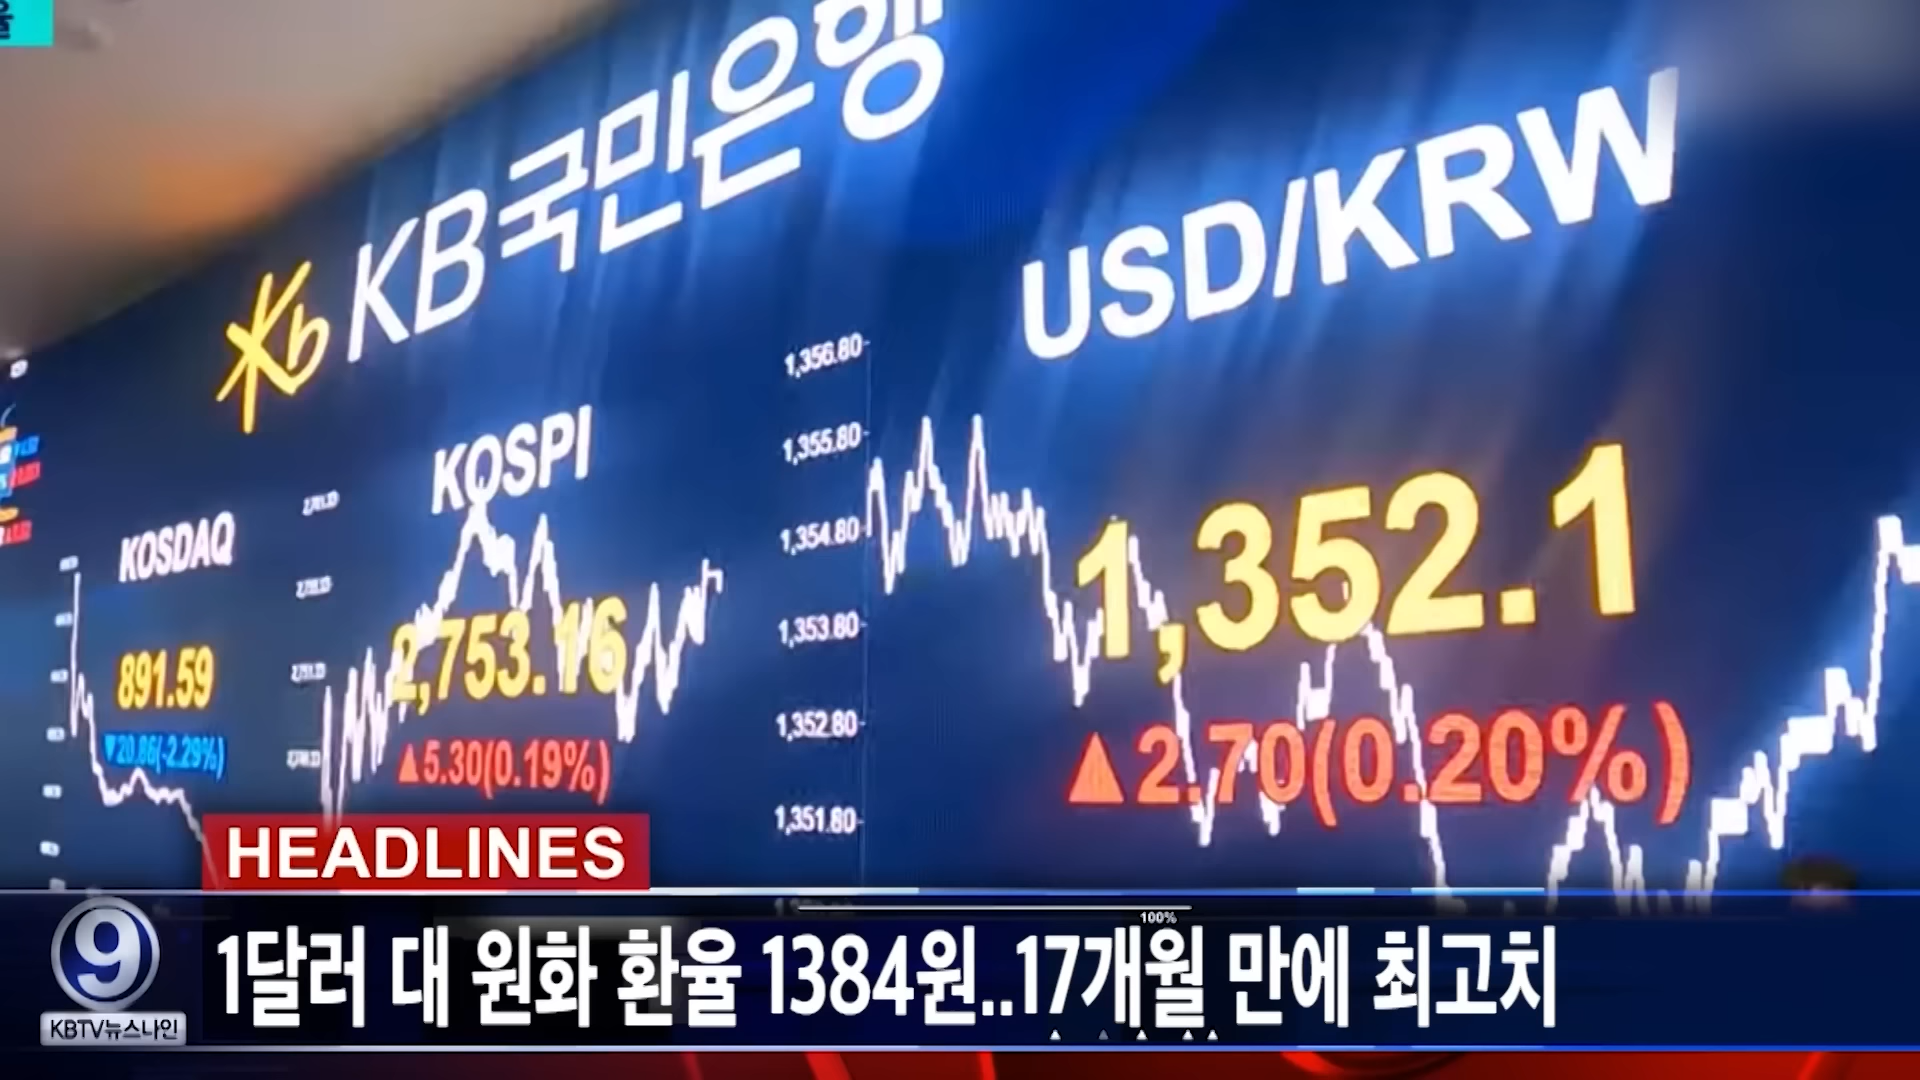 율
KB국민은행
USD/KRW
1,356.80
1,355.80
1,354.80
1,353.80
1,352.80
1,351.80
1,352.1
▲2.70(0.20%)
KOSPI
2,753.16
▲5.30(0.19%)
KOSDAQ
891.59
▼20.86(-2.29%)
HEADLINES
100%
9
KBTV뉴스나인
1달러 대 원화 환율 1384원..17개월 만에 최고치